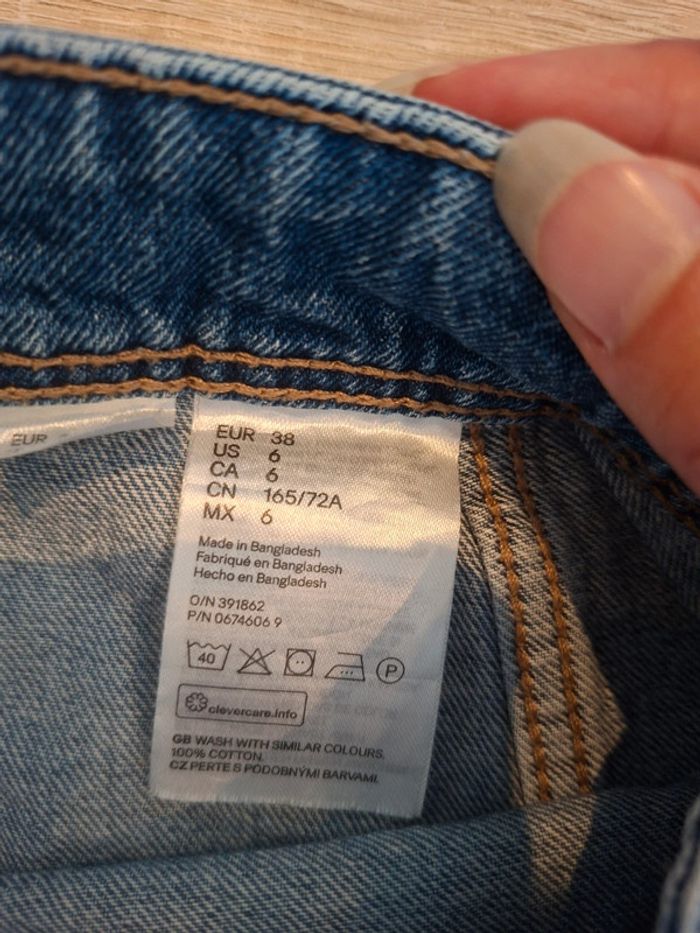 EUR
EUR 38
US 6
CA 6
CN 165/72A
MX 6
Made in Bangladesh
Fabriqué en Bangladesh
Hecho en Bangladesh
O/N 391862
P/N 0674606 9
40
P
clevercare.info
GB WASH WITH SIMILAR COLOURS.
100% COTTON.
CZ PERTE S PODOBNÝMI BARVAMI.